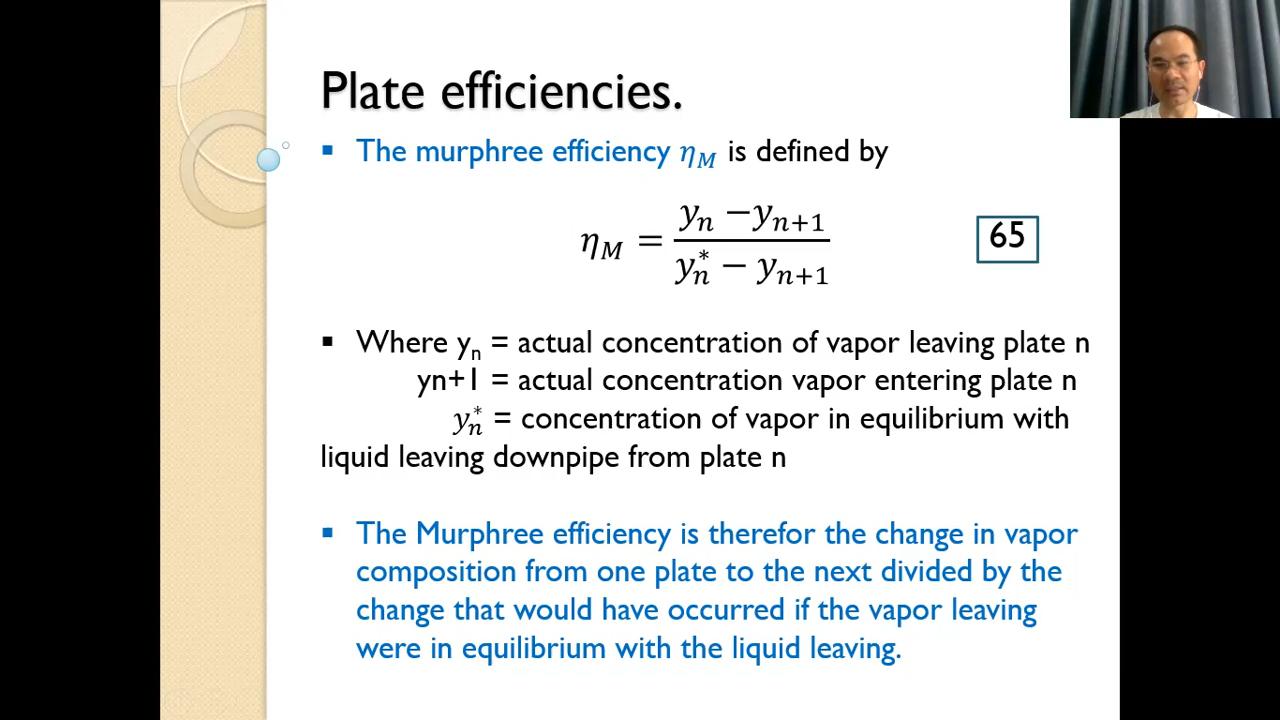 Plate efficiencies.
▪ The murphree efficiency η_M is defined by
η_M = (y_n − y_{n+1}) / (y_n^* − y_{n+1})
65
▪ Where y_n = actual concentration of vapor leaving plate n
yn+1 = actual concentration vapor entering plate n
y_n^* = concentration of vapor in equilibrium with
liquid leaving downpipe from plate n
▪ The Murphree efficiency is therefor the change in vapor
composition from one plate to the next divided by the
change that would have occurred if the vapor leaving
were in equilibrium with the liquid leaving.